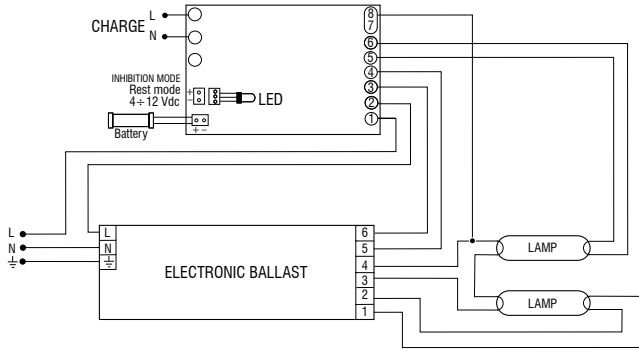 CHARGE
L
N
INHIBITION MODE
Rest mode
4÷12 Vdc
+
-
LED
Battery
+ -
8
7
6
5
4
3
2
1
L
N
L
N
ELECTRONIC BALLAST
6
5
4
3
2
1
LAMP
LAMP